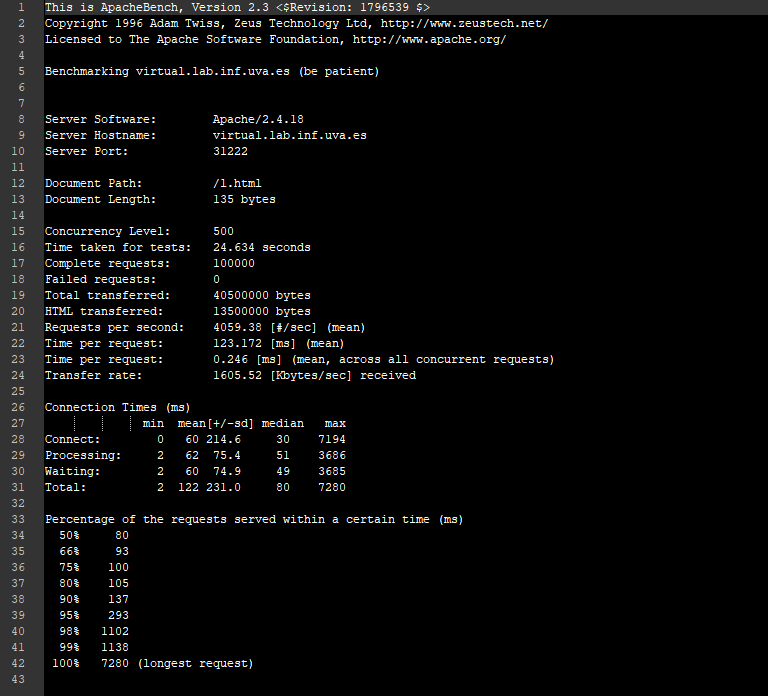 1 This is ApacheBench, Version 2.3 <$Revision: 1796539 $>
2 Copyright 1996 Adam Twiss, Zeus Technology Ltd, http://www.zeustech.net/
3 Licensed to The Apache Software Foundation, http://www.apache.org/
4
5 Benchmarking virtual.lab.inf.uva.es (be patient)
6
7
8 Server Software:        Apache/2.4.18
9 Server Hostname:        virtual.lab.inf.uva.es
10 Server Port:            31222
11
12 Document Path:          /1.html
13 Document Length:        135 bytes
14
15 Concurrency Level:      500
16 Time taken for tests:   24.634 seconds
17 Complete requests:      100000
18 Failed requests:        0
19 Total transferred:      40500000 bytes
20 HTML transferred:       13500000 bytes
21 Requests per second:    4059.38 [#/sec] (mean)
22 Time per request:       123.172 [ms] (mean)
23 Time per request:       0.246 [ms] (mean, across all concurrent requests)
24 Transfer rate:          1605.52 [Kbytes/sec] received
25
26 Connection Times (ms)
27               min  mean[+/-sd] median   max
28 Connect:        0   60 214.6     30    7194
29 Processing:     2   62  75.4     51    3686
30 Waiting:        2   60  74.9     49    3685
31 Total:          2  122 231.0     80    7280
32
33 Percentage of the requests served within a certain time (ms)
34   50%     80
35   66%     93
36   75%    100
37   80%    105
38   90%    137
39   95%    293
40   98%   1102
41   99%   1138
42  100%   7280 (longest request)
43